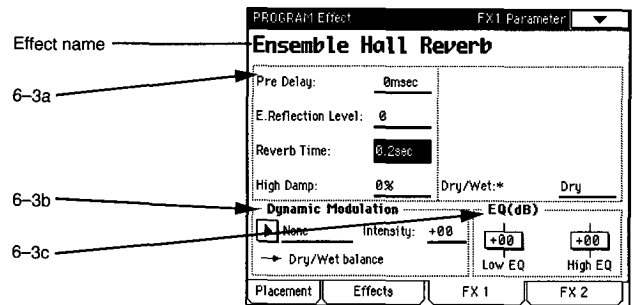 PROGRAM Effect FX1 Parameter
Effect name
Ensemble Hall Reverb
6–3a
Pre Delay: 0msec
E.Reflection Level: 0
Reverb Time: 0.2sec
High Damp: 0% Dry/Wet:* Dry
6–3b
Dynamic Modulation EQ(dB)
None Intensity: +00 +00 +00
6–3c
→ Dry/Wet balance Low EQ High EQ
Placement Effects FX 1 FX 2